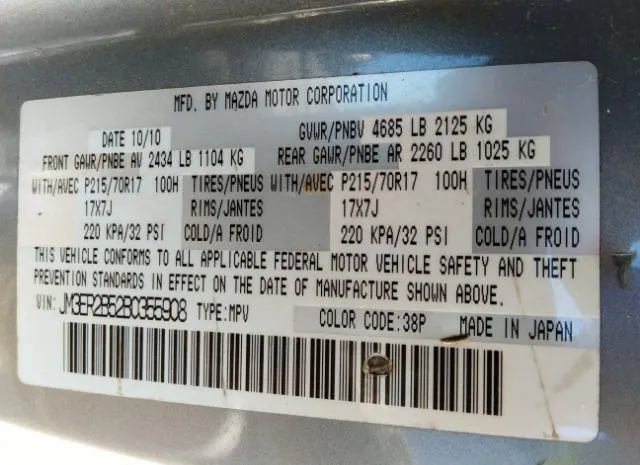 MFD. BY MAZDA MOTOR CORPORATION
DATE 10/10 GVWR/PNBV 4685 LB 2125 KG
FRONT GAWR/PNBE AV 2434 LB 1104 KG REAR GAWR/PNBE AR 2260 LB 1025 KG
WITH/AVEC P215/70R17 100H TIRES/PNEUS WITH/AVEC P215/70R17 100H TIRES/PNEUS
17X7J RIMS/JANTES 17X7J RIMS/JANTES
220 KPA/32 PSI COLD/A FROID 220 KPA/32 PSI COLD/A FROID
THIS VEHICLE CONFORMS TO ALL APPLICABLE FEDERAL MOTOR VEHICLE SAFETY AND THEFT
PREVENTION STANDARDS IN EFFECT ON THE DATE OF MANUFACTURE SHOWN ABOVE.
VIN: JM3ER2B52B0355908 TYPE:MPV COLOR CODE:38P MADE IN JAPAN